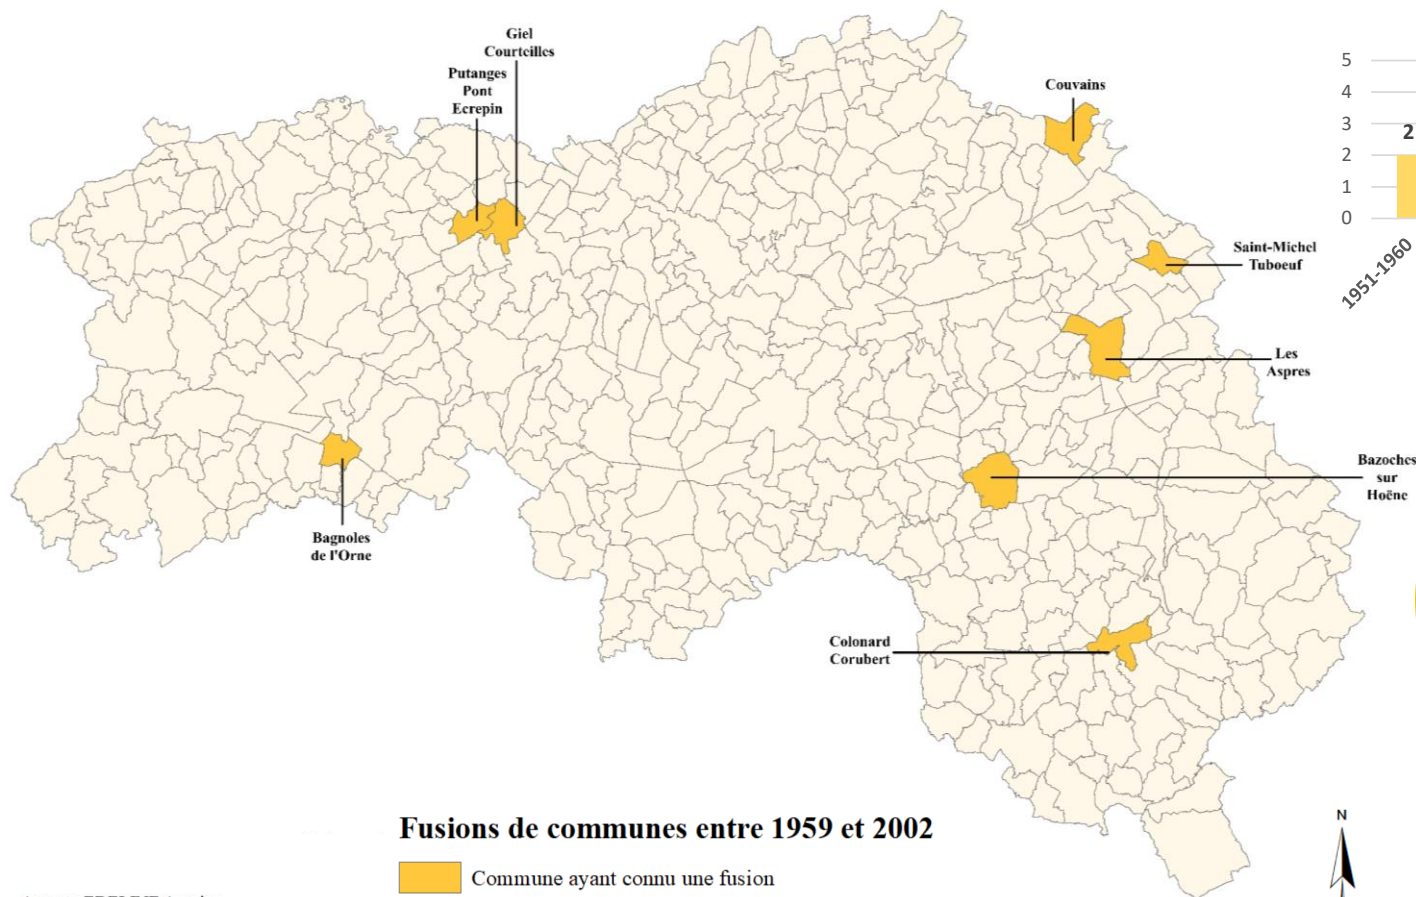 Giel
Courteilles
Putanges
Pont
Ecrepin
Couvains
5
4
3
2
1
0
2
1951-1960
Saint-Michel
Tuboeuf
Les
Aspres
Bazoches
sur
Hoëne
Bagnoles
de l'Orne
Colonard
Corubert
Fusions de communes entre 1959 et 2002
Commune ayant connu une fusion
N